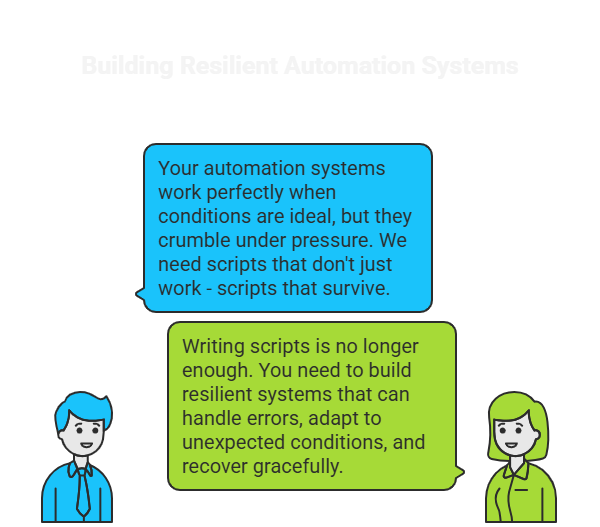 Building Resilient Automation Systems
Your automation systems
work perfectly when
conditions are ideal, but they
crumble under pressure. We
need scripts that don't just
work - scripts that survive.
Writing scripts is no longer
enough. You need to build
resilient systems that can
handle errors, adapt to
unexpected conditions, and
recover gracefully.